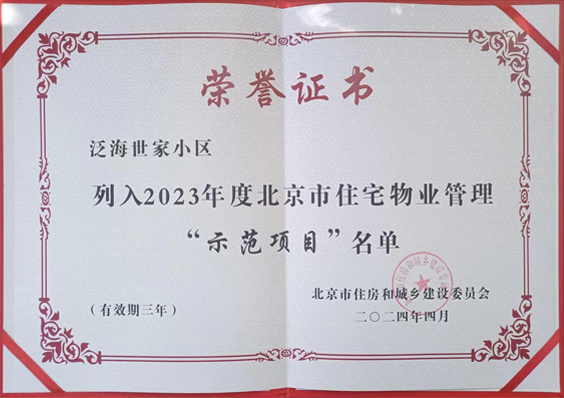 荣誉证书
泛海世家小区
列入2023年度北京市住宅物业管理
“示范项目”名单
北京市住房和城乡建设委员会
(有效期三年)
二〇二四年四月